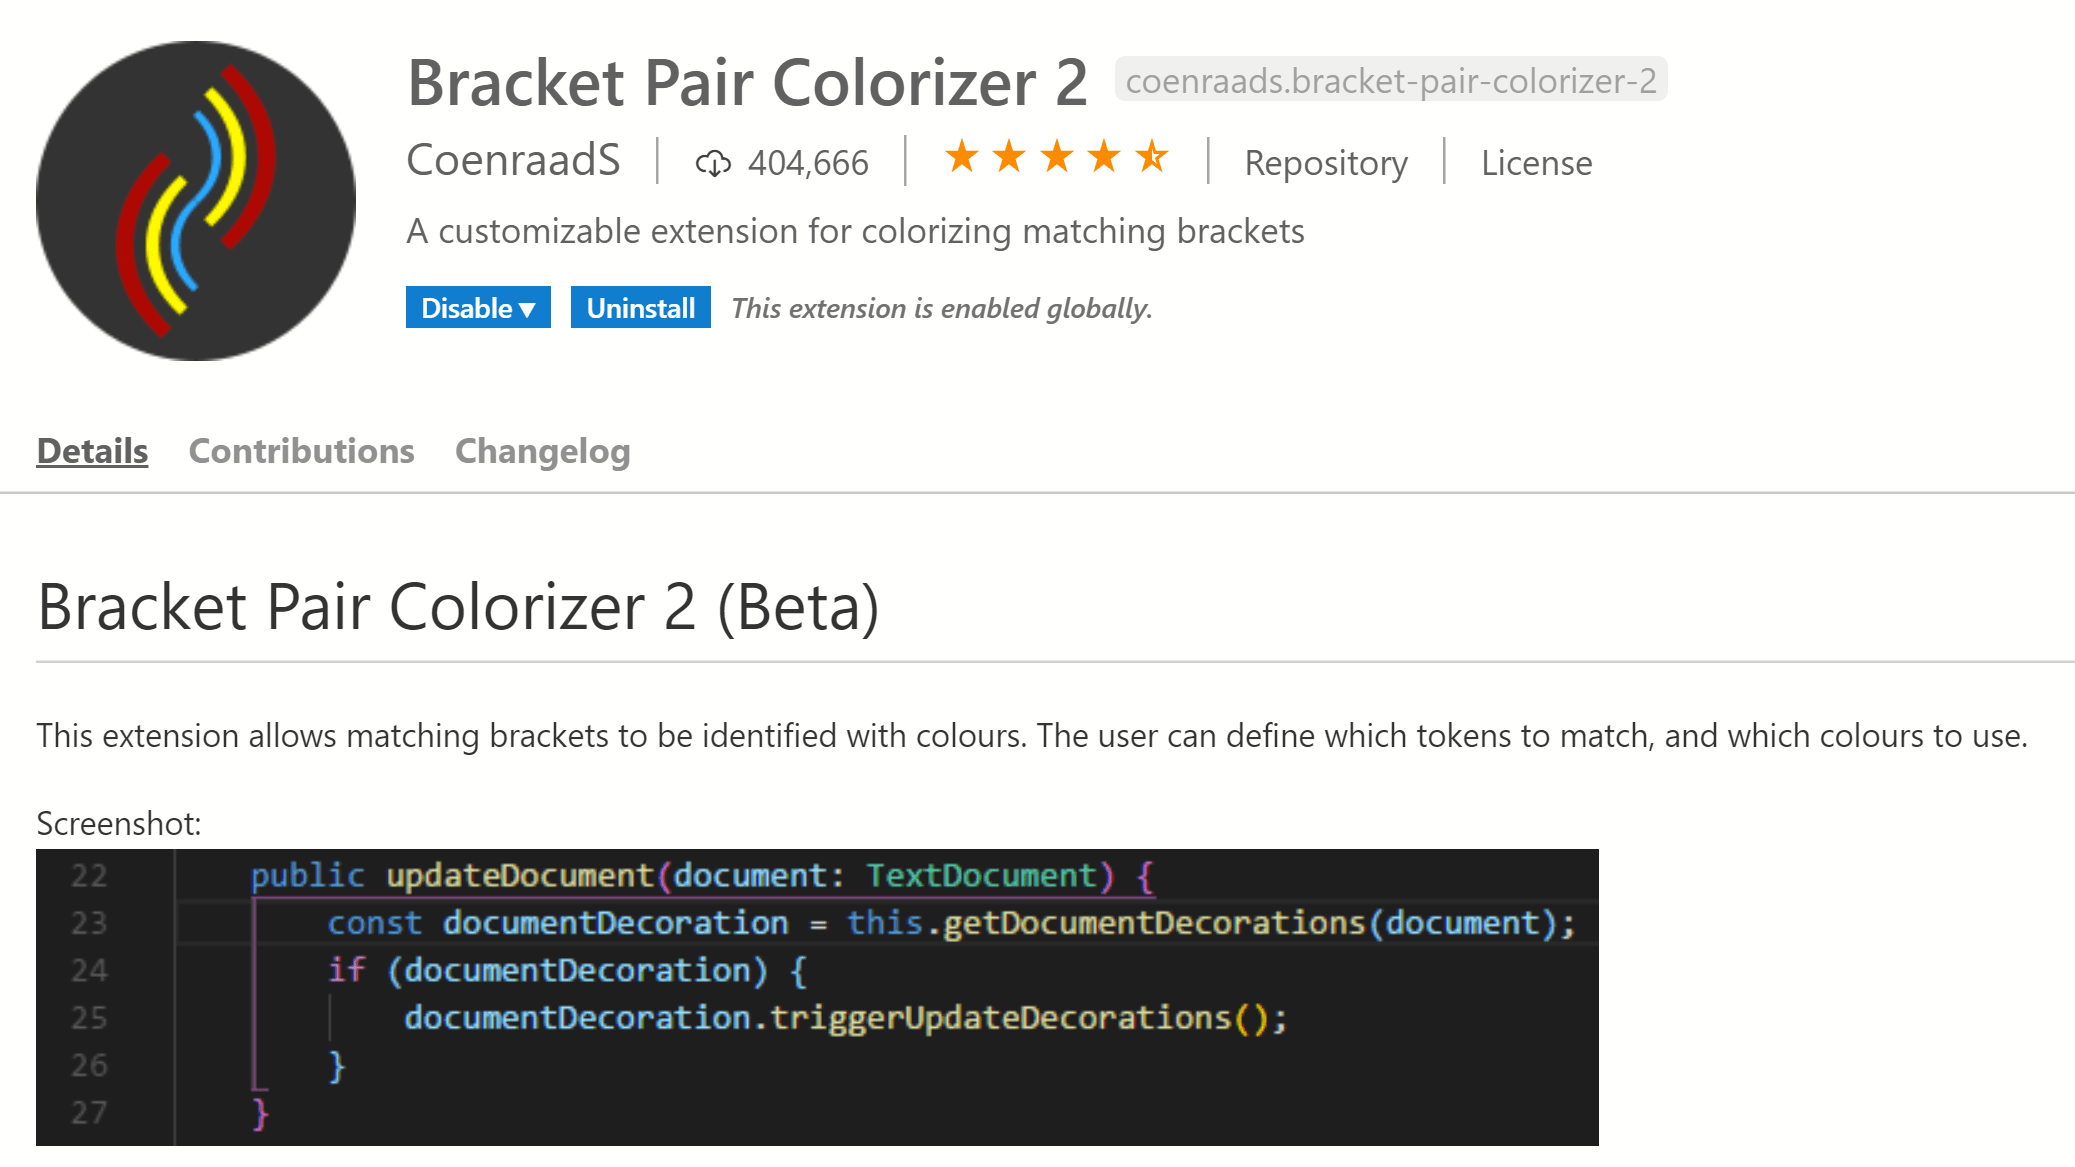 Bracket Pair Colorizer 2 coenraads.bracket-pair-colorizer-2
CoenraadS 404,666 Repository License
A customizable extension for colorizing matching brackets
Disable Uninstall This extension is enabled globally.
Details Contributions Changelog
Bracket Pair Colorizer 2 (Beta)
This extension allows matching brackets to be identified with colours. The user can define which tokens to match, and which colours to use.
Screenshot:
22 public updateDocument(document: TextDocument) {
23 const documentDecoration = this.getDocumentDecorations(document);
24 if (documentDecoration) {
25 documentDecoration.triggerUpdateDecorations();
26 }
27 }